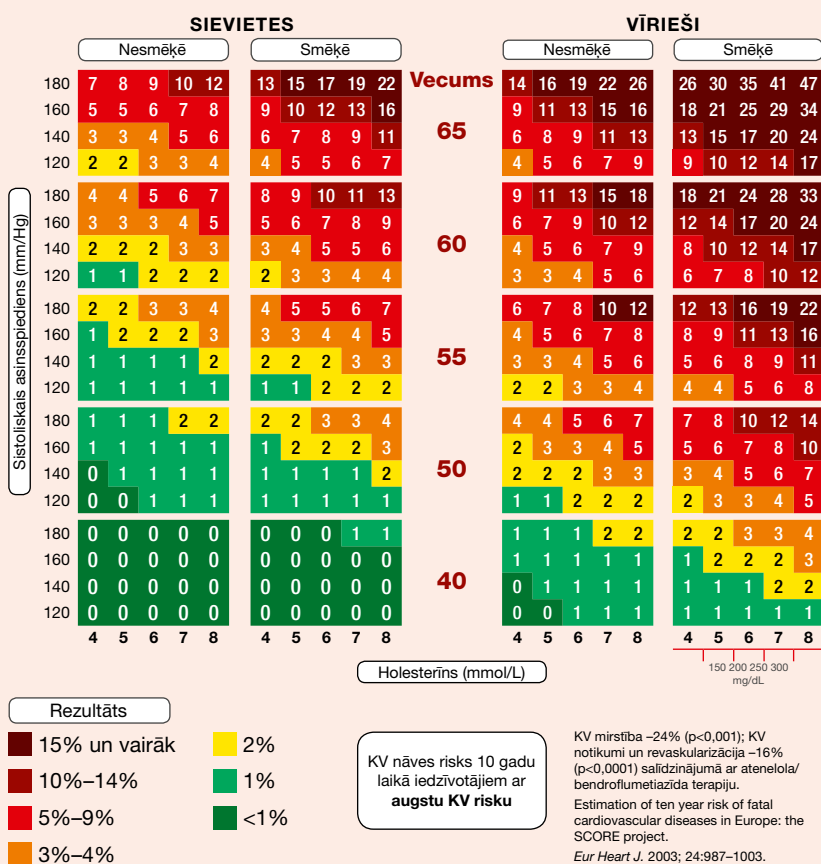 SIEVIETES VĪRIEŠI
Nesmēķē Smēķē Nesmēķē Smēķē
Vecums
180 7 8 9 10 12 13 15 17 19 22 14 16 19 22 26 26 30 35 41 47
160 5 5 6 7 8 9 10 12 13 16 9 11 13 15 16 18 21 25 29 34
65
140 3 3 4 5 6 6 7 8 9 11 6 8 9 11 13 13 15 17 20 24
120 2 2 3 3 4 4 5 5 6 7 4 5 6 7 9 9 10 12 14 17
180 4 4 5 6 7 8 9 10 11 13 9 11 13 15 18 18 21 24 28 33
160 3 3 3 4 5 5 6 7 8 9 6 7 9 10 12 12 14 17 20 24
60
140 2 2 2 3 3 3 4 5 5 6 4 5 6 7 9 8 10 12 14 17
120 1 1 2 2 2 2 3 3 4 4 3 3 4 5 6 6 7 8 10 12
180 2 2 3 3 4 4 5 5 6 7 6 7 8 10 12 12 13 16 19 22
160 1 2 2 2 3 3 3 4 4 5 4 5 6 7 8 8 9 11 13 16
55
140 1 1 1 1 2 2 2 2 3 3 3 3 4 5 6 5 6 8 9 11
120 1 1 1 1 1 1 1 2 2 2 2 2 3 3 4 4 4 5 6 8
180 1 1 1 2 2 2 2 3 3 4 4 4 5 6 7 7 8 10 12 14
160 1 1 1 1 1 1 2 2 2 3 2 3 3 4 5 5 6 7 8 10
50
140 0 1 1 1 1 1 1 1 1 2 2 2 2 3 3 3 4 5 6 7
120 0 0 1 1 1 1 1 1 1 1 1 1 2 2 2 2 3 3 4 5
180 0 0 0 0 0 0 0 0 1 1 1 1 1 2 2 2 2 3 3 4
160 0 0 0 0 0 0 0 0 0 0 1 1 1 1 1 1 2 2 2 3
40
140 0 0 0 0 0 0 0 0 0 0 0 1 1 1 1 1 1 1 2 2
120 0 0 0 0 0 0 0 0 0 0 0 0 1 1 1 1 1 1 1 1
4 5 6 7 8 4 5 6 7 8 4 5 6 7 8 4 5 6 7 8
Sistoliskais asinsspiediens (mm/Hg)
Holesterīns (mmol/L)
150 200 250 300
mg/dL
Rezultāts
15% un vairāk
10%–14%
5%–9%
3%–4%
2%
1%
<1%
KV nāves risks 10 gadu
laikā iedzīvotājiem ar
augstu KV risku
KV mirstība –24% (p<0,001); KV
notikumi un revaskularizācija –16%
(p<0,0001) salīdzinājumā ar atenelola/
bendroflumetiazīda terapiju.
Estimation of ten year risk of fatal
cardiovascular diseases in Europe: the
SCORE project.
Eur Heart J. 2003; 24:987–1003.